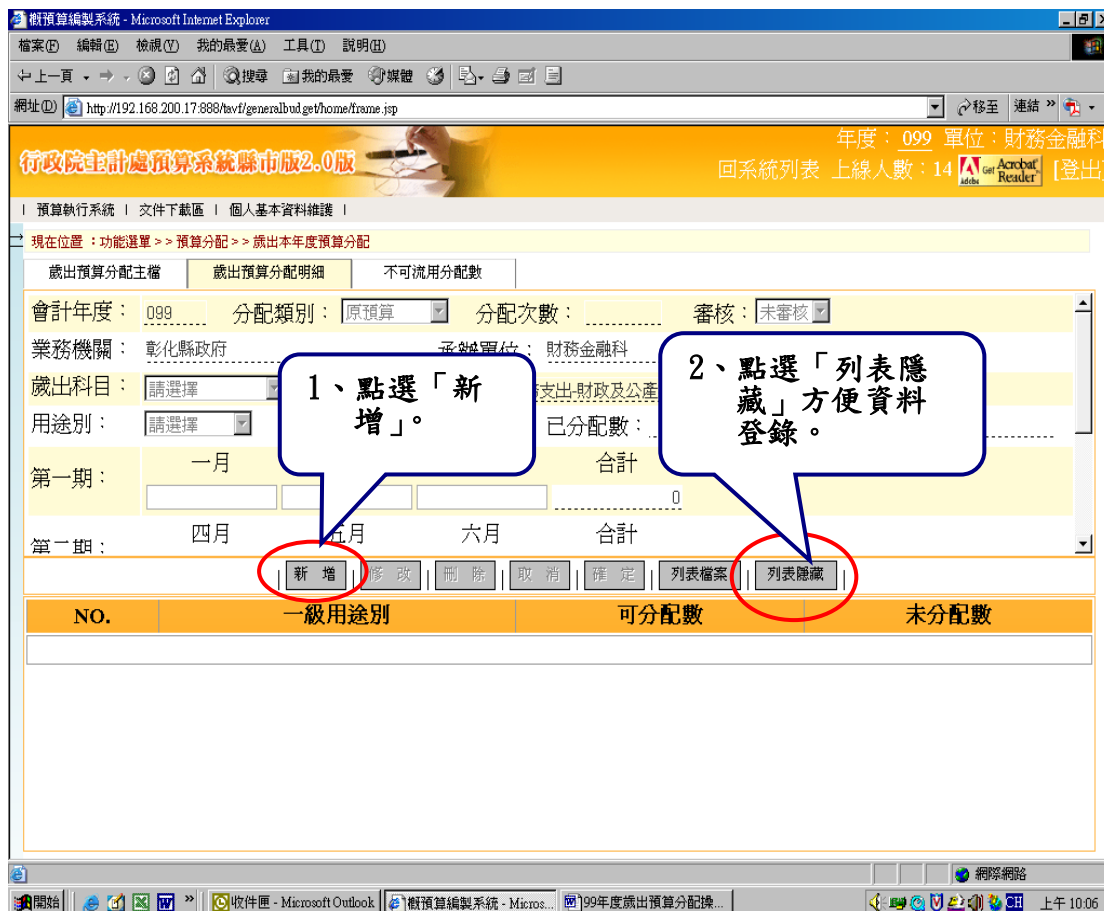 概預算編製系統 - Microsoft Internet Explorer
檔案(F) 編輯(E) 檢視(V) 我的最愛(A) 工具(T) 說明(H)
上一頁 搜尋 我的最愛 媒體
網址(D) http://192.168.200.17:888/tavf/generalbudget/home/frame.jsp 移至 連結 »
行政院主計處預算系統縣市版2.0版
年度：099 單位：財務金融科
回系統列表 上線人數：14 Adobe Get Acrobat Reader [登出]
| 預算執行系統 | 文件下載區 | 個人基本資料維護 |
現在位置：功能選單>>預算分配>>歲出本年度預算分配
歲出預算分配主檔 歲出預算分配明細 不可流用分配數
會計年度： 099 分配類別： 原預算 分配次數： 審核： 未審核
業務機關： 彰化縣政府 承辦單位： 財務金融科
歲出科目： 請選擇 支出-財政及公產
用途別： 請選擇 已分配數：
1、點選「新增」。
2、點選「列表隱藏」方便資料登錄。
第一期： 一月 合計
0
第二期： 四月 五月 六月 合計
新 增 修 改 刪 除 取 消 確 定 列表檔案 列表隱藏
NO. 一級用途別 可分配數 未分配數
網際網路
開始 » 收件匣 - Microsoft Outlook 概預算編製系統 - Micros... 99年度歲出預算分配操... CH 上午 10:06